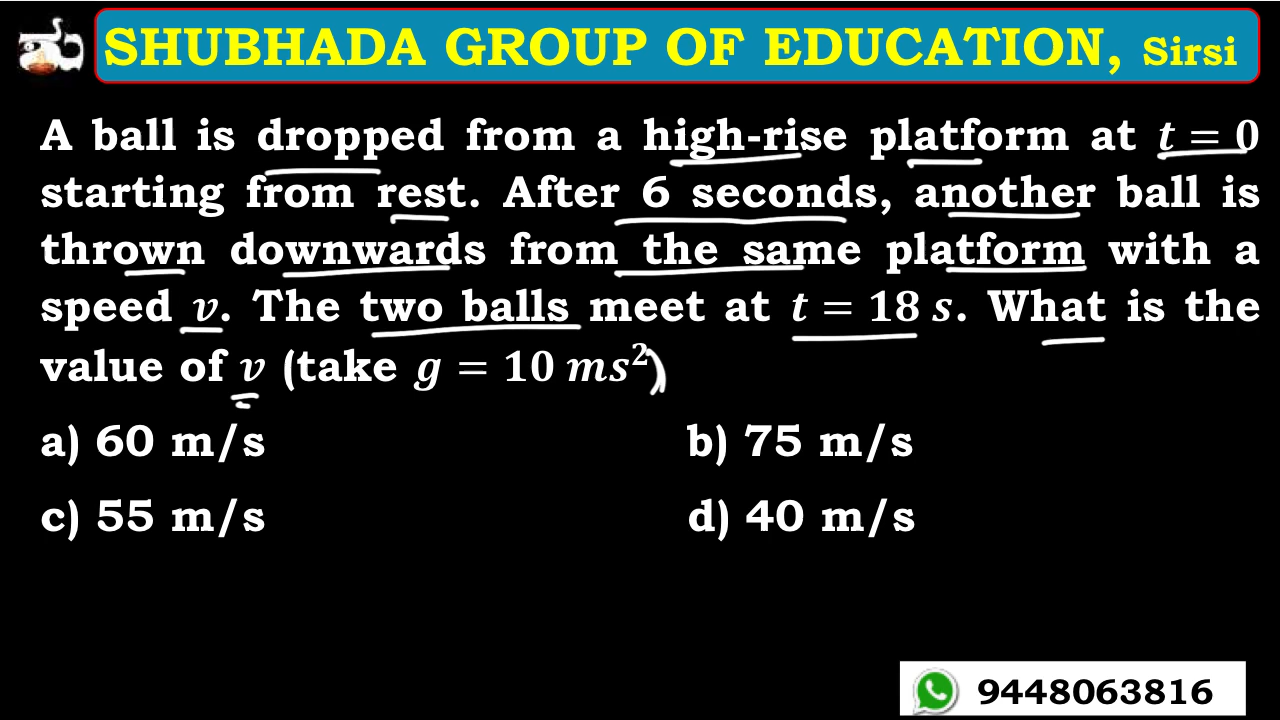 SHUBHADA GROUP OF EDUCATION, Sirsi
A ball is dropped from a high-rise platform at t = 0
starting from rest. After 6 seconds, another ball is
thrown downwards from the same platform with a
speed v. The two balls meet at t = 18 s. What is the
value of v (take g = 10 ms²)
a) 60 m/s b) 75 m/s
c) 55 m/s d) 40 m/s
9448063816